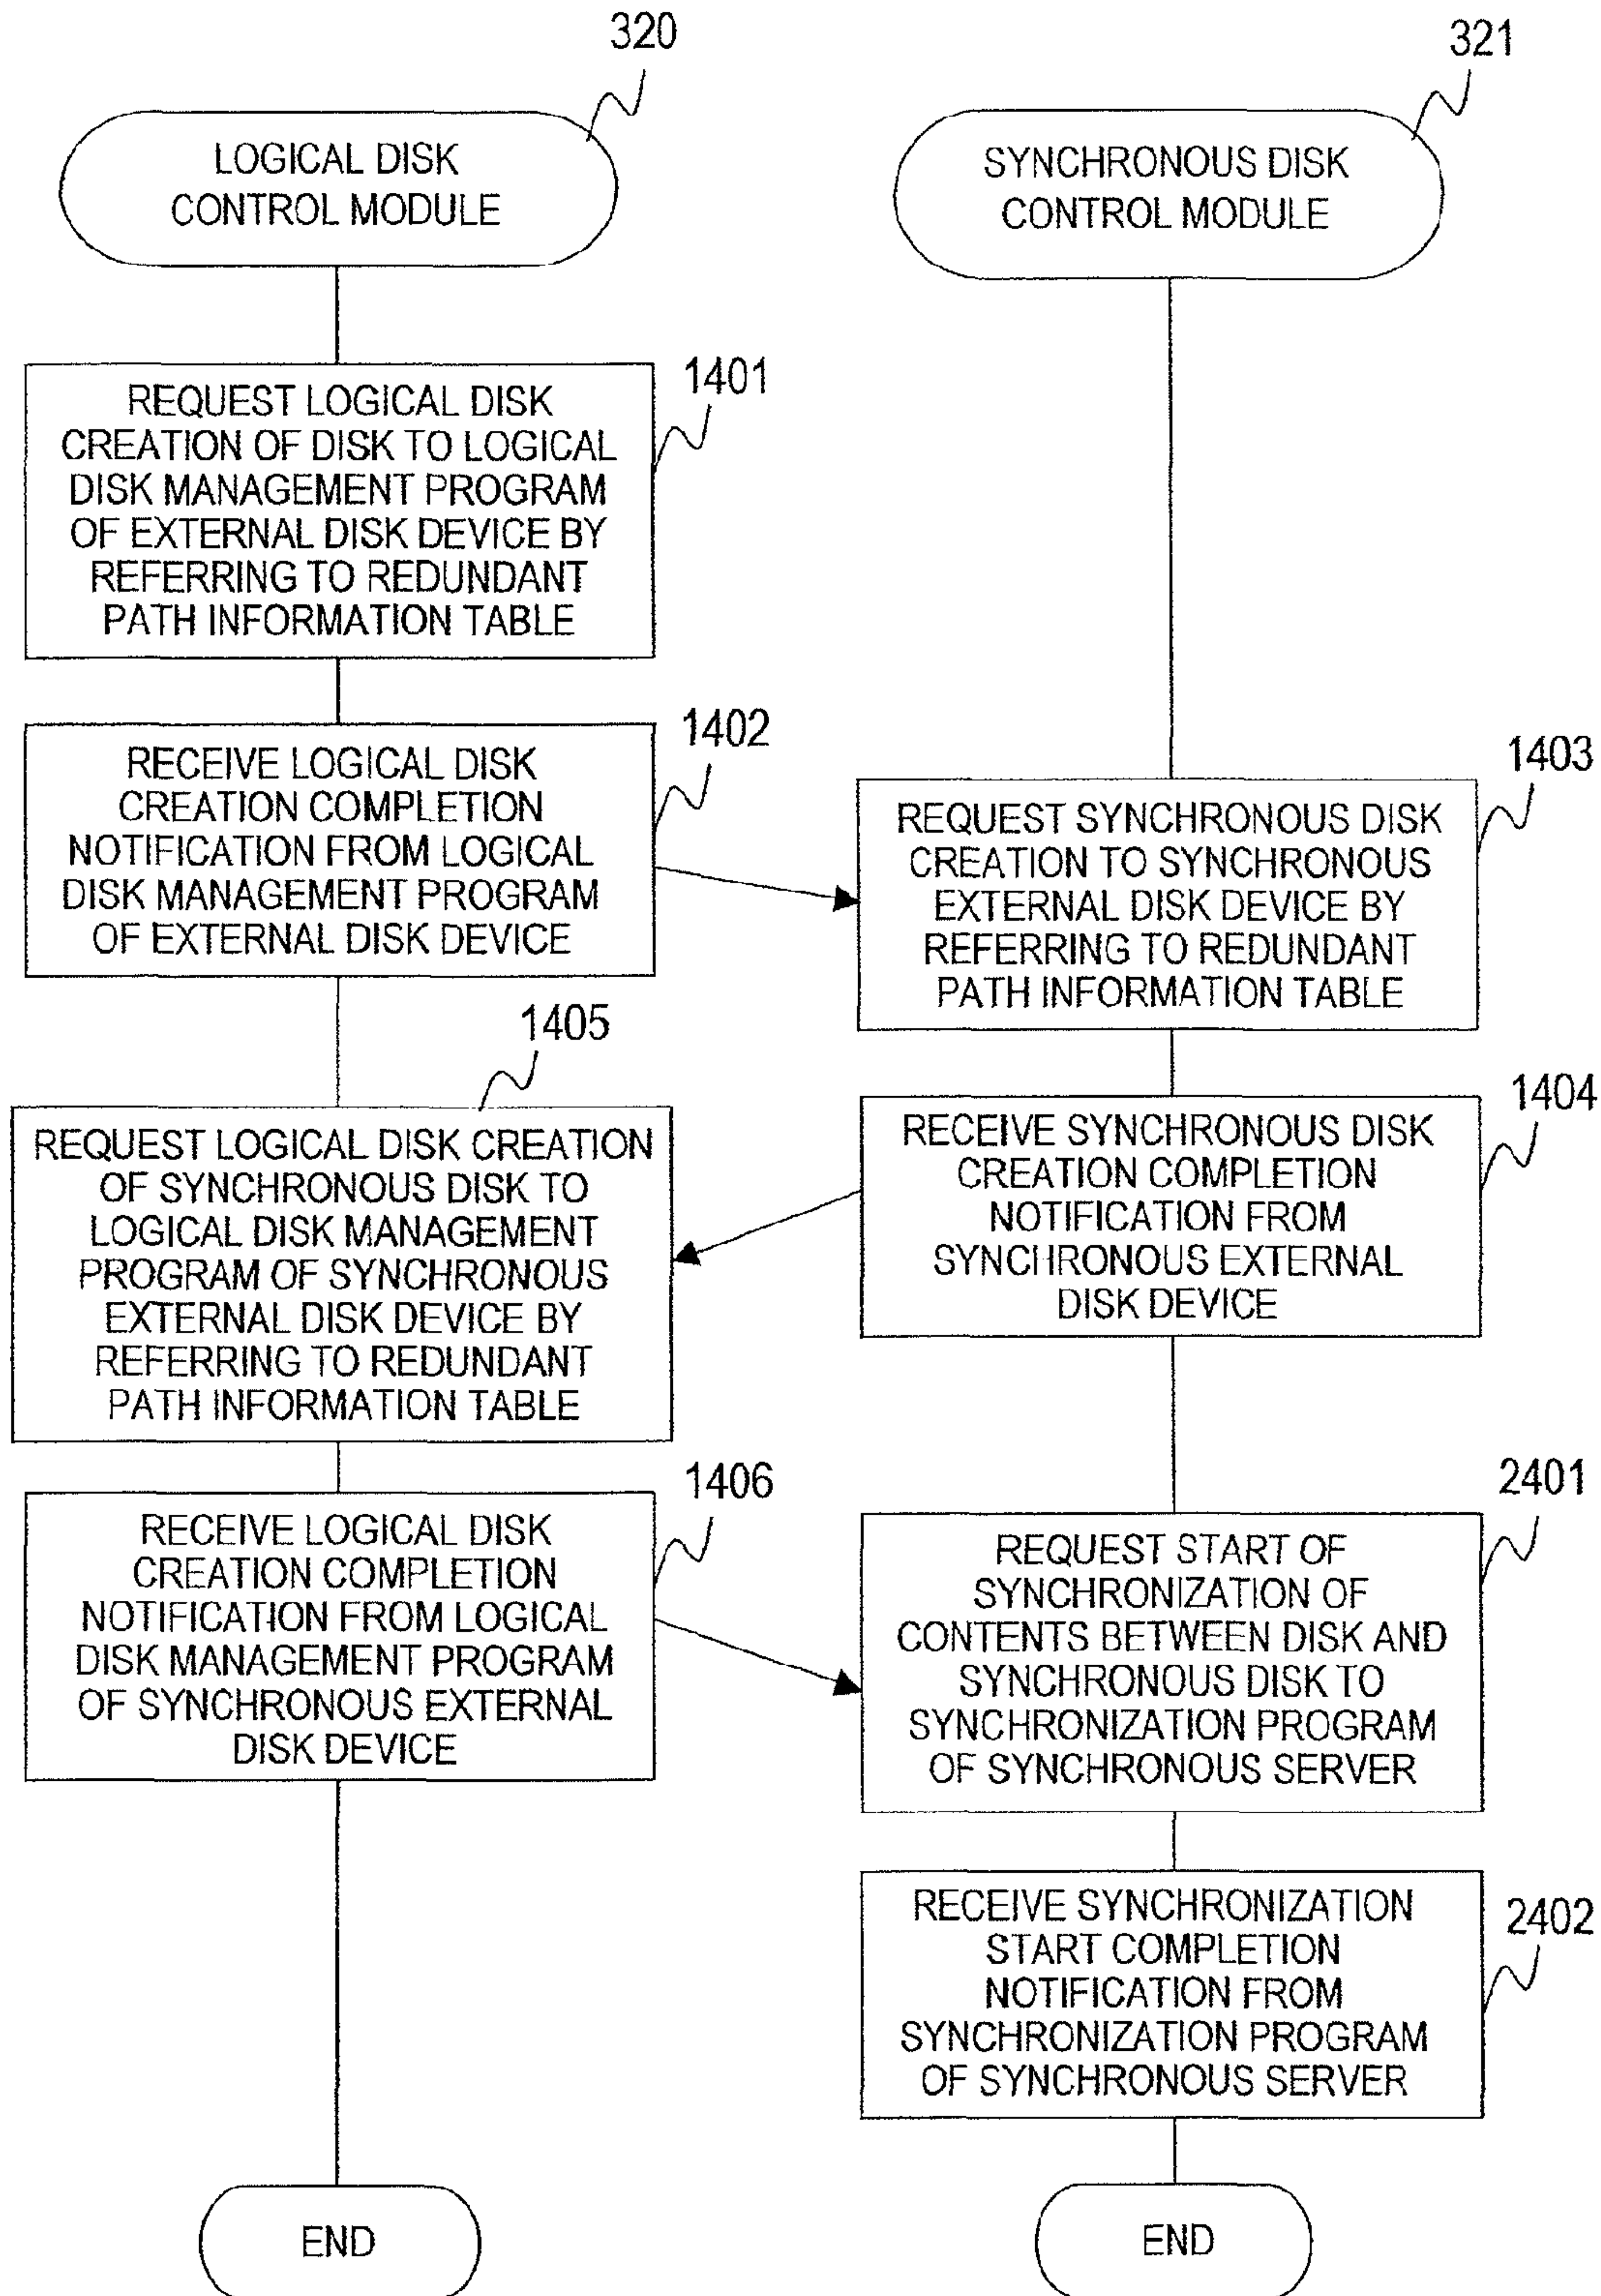 320
LOGICAL DISK
CONTROL MODULE
321
SYNCHRONOUS DISK
CONTROL MODULE
1401
REQUEST LOGICAL DISK
CREATION OF DISK TO LOGICAL
DISK MANAGEMENT PROGRAM
OF EXTERNAL DISK DEVICE BY
REFERRING TO REDUNDANT
PATH INFORMATION TABLE
1402
RECEIVE LOGICAL DISK
CREATION COMPLETION
NOTIFICATION FROM LOGICAL
DISK MANAGEMENT PROGRAM
OF EXTERNAL DISK DEVICE
1403
REQUEST SYNCHRONOUS DISK
CREATION TO SYNCHRONOUS
EXTERNAL DISK DEVICE BY
REFERRING TO REDUNDANT
PATH INFORMATION TABLE
1404
RECEIVE SYNCHRONOUS DISK
CREATION COMPLETION
NOTIFICATION FROM
SYNCHRONOUS EXTERNAL
DISK DEVICE
1405
REQUEST LOGICAL DISK CREATION
OF SYNCHRONOUS DISK TO
LOGICAL DISK MANAGEMENT
PROGRAM OF SYNCHRONOUS
EXTERNAL DISK DEVICE BY
REFERRING TO REDUNDANT
PATH INFORMATION TABLE
1406
RECEIVE LOGICAL DISK
CREATION COMPLETION
NOTIFICATION FROM LOGICAL
DISK MANAGEMENT PROGRAM
OF SYNCHRONOUS EXTERNAL
DISK DEVICE
2401
REQUEST START OF
SYNCHRONIZATION OF
CONTENTS BETWEEN DISK AND
SYNCHRONOUS DISK TO
SYNCHRONIZATION PROGRAM
OF SYNCHRONOUS SERVER
2402
RECEIVE SYNCHRONIZATION
START COMPLETION
NOTIFICATION FROM
SYNCHRONIZATION PROGRAM
OF SYNCHRONOUS SERVER
END
END